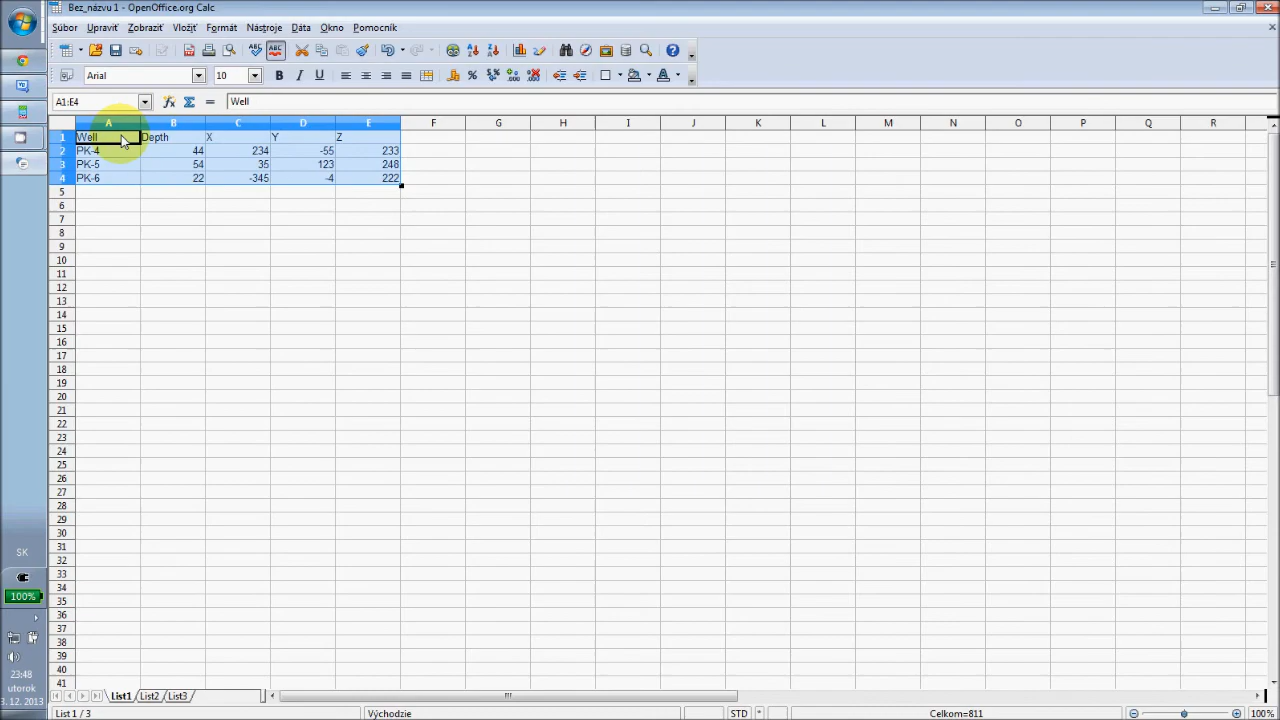 Bez_názvu 1 - OpenOffice.org Calc
Súbor Upraviť Zobraziť Vložiť Formát Nástroje Dáta Okno Pomocník
Arial 10
A1:E4 Well
A B C D E F G H I J K L M N O P Q R
1 Well Depth X Y Z
2 PK-4 44 234 -55 233
3 PK-5 54 35 123 248
4 PK-6 22 -345 -4 222
5
6
7
8
9
10
11
12
13
14
15
16
17
18
19
20
21
22
23
24
25
26
27
28
29
30
31
32
33
34
35
36
37
38
39
40
41
SK
100%
23:48
utorok
3. 12. 2013
List1 List2 List3
List 1 / 3 Východzie STD * Celkom=811 100%